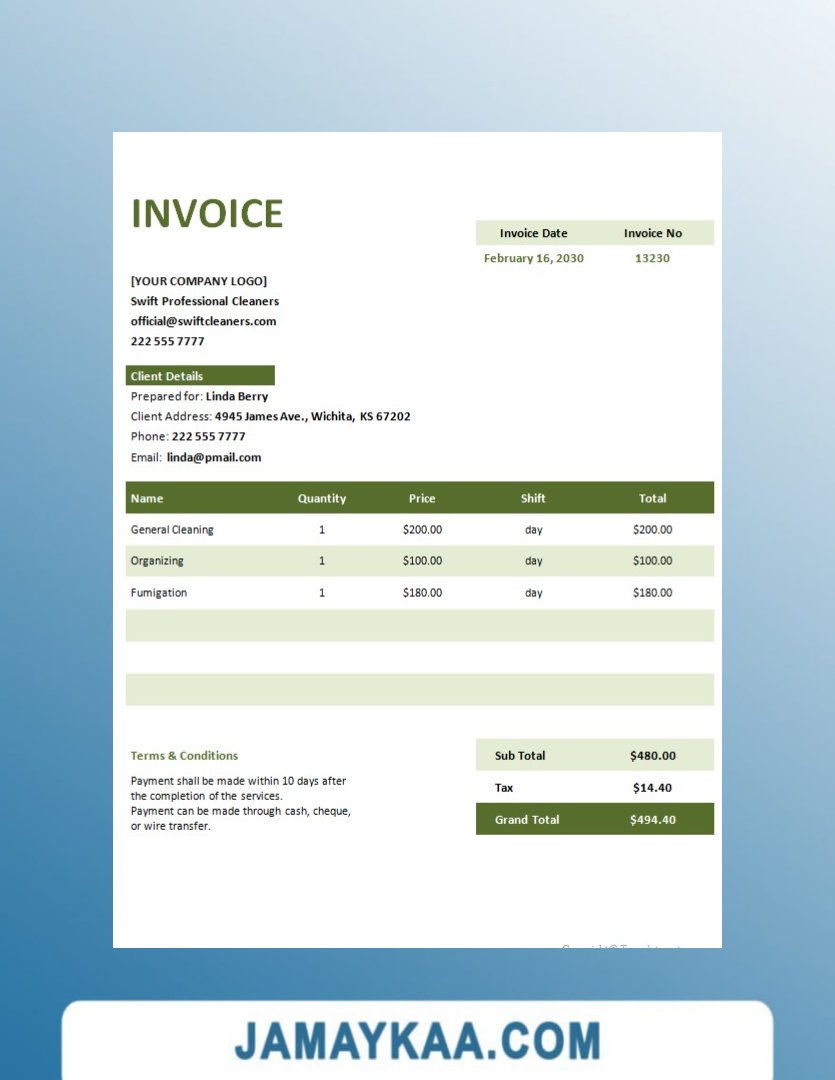 INVOICE
Invoice Date Invoice No
February 16, 2030 13230
[YOUR COMPANY LOGO]
Swift Professional Cleaners
official@swiftcleaners.com
222 555 7777
Client Details
Prepared for: Linda Berry
Client Address: 4945 James Ave., Wichita, KS 67202
Phone: 222 555 7777
Email: linda@pmail.com
Name Quantity Price Shift Total
General Cleaning 1 $200.00 day $200.00
Organizing 1 $100.00 day $100.00
Fumigation 1 $180.00 day $180.00
Terms & Conditions
Payment shall be made within 10 days after
the completion of the services.
Payment can be made through cash, cheque,
or wire transfer.
Sub Total $480.00
Tax $14.40
Grand Total $494.40
JAMAYKAA.COM